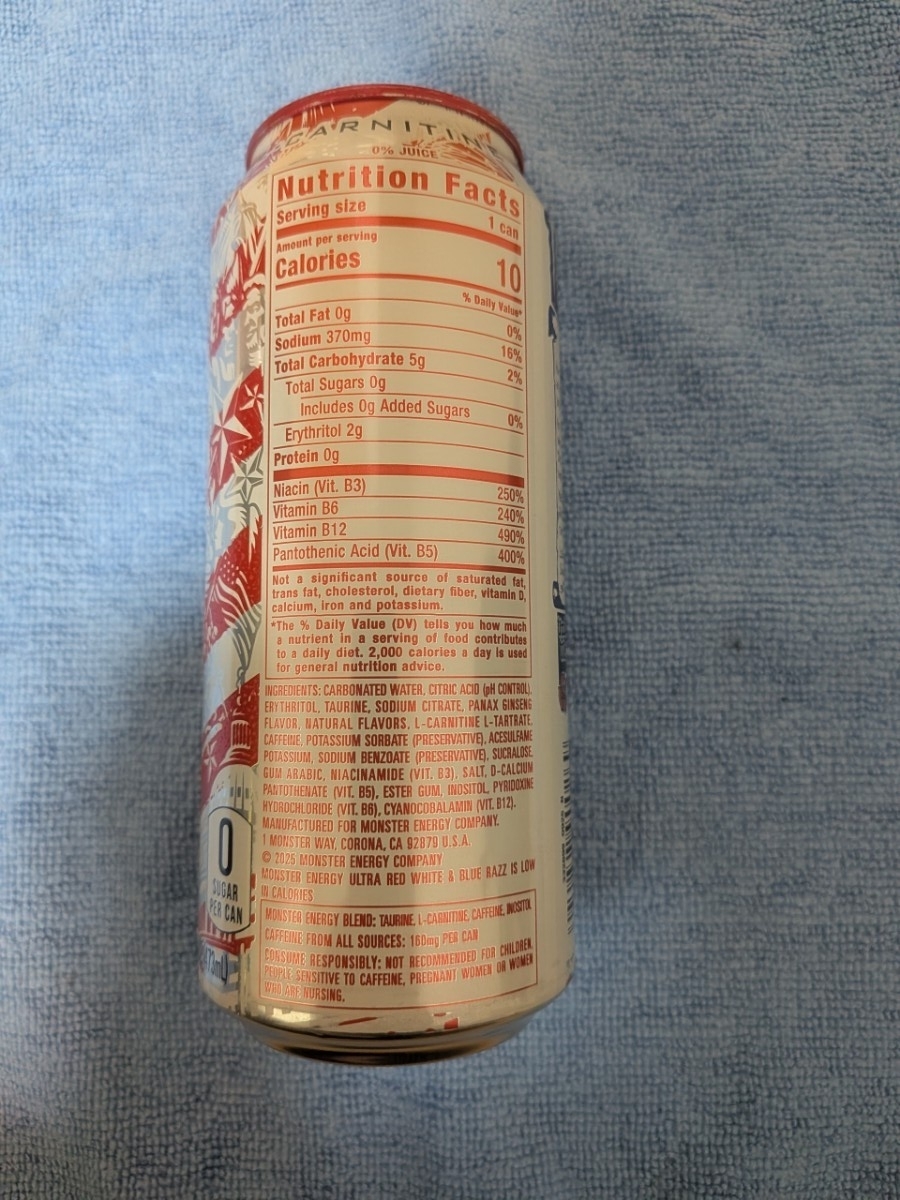 CARNITINE
0% JUICE
Nutrition Facts
Serving size 1 can
Amount per serving
Calories 10
% Daily Value*
Total Fat 0g 0%
Sodium 370mg 16%
Total Carbohydrate 5g 2%
Total Sugars 0g
Includes 0g Added Sugars 0%
Erythritol 2g
Protein 0g
Niacin (Vit. B3) 250%
Vitamin B6 240%
Vitamin B12 490%
Pantothenic Acid (Vit. B5) 400%
Not a significant source of saturated fat,
trans fat, cholesterol, dietary fiber, vitamin D,
calcium, iron and potassium.
*The % Daily Value (DV) tells you how much
a nutrient in a serving of food contributes
to a daily diet. 2,000 calories a day is used
for general nutrition advice.
INGREDIENTS: CARBONATED WATER, CITRIC ACID (pH CONTROL),
ERYTHRITOL, TAURINE, SODIUM CITRATE, PANAX GINSENG
FLAVOR, NATURAL FLAVORS, L-CARNITINE L-TARTRATE,
CAFFEINE, POTASSIUM SORBATE (PRESERVATIVE), ACESULFAME
POTASSIUM, SODIUM BENZOATE (PRESERVATIVE), SUCRALOSE,
GUM ARABIC, NIACINAMIDE (VIT. B3), SALT, D-CALCIUM
PANTOTHENATE (VIT. B5), ESTER GUM, INOSITOL, PYRIDOXINE
HYDROCHLORIDE (VIT. B6), CYANOCOBALAMIN (VIT. B12).
MANUFACTURED FOR MONSTER ENERGY COMPANY.
1 MONSTER WAY, CORONA, CA 92879 U.S.A.
© 2025 MONSTER ENERGY COMPANY
MONSTER ENERGY ULTRA RED WHITE & BLUE RAZZ IS LOW
IN CALORIES
MONSTER ENERGY BLEND: TAURINE, L-CARNITINE, CAFFEINE, INOSITOL
CAFFEINE FROM ALL SOURCES: 160mg PER CAN
CONSUME RESPONSIBLY: NOT RECOMMENDED FOR CHILDREN,
PEOPLE SENSITIVE TO CAFFEINE, PREGNANT WOMEN OR WOMEN
WHO ARE NURSING.
0
SUGAR
PER CAN